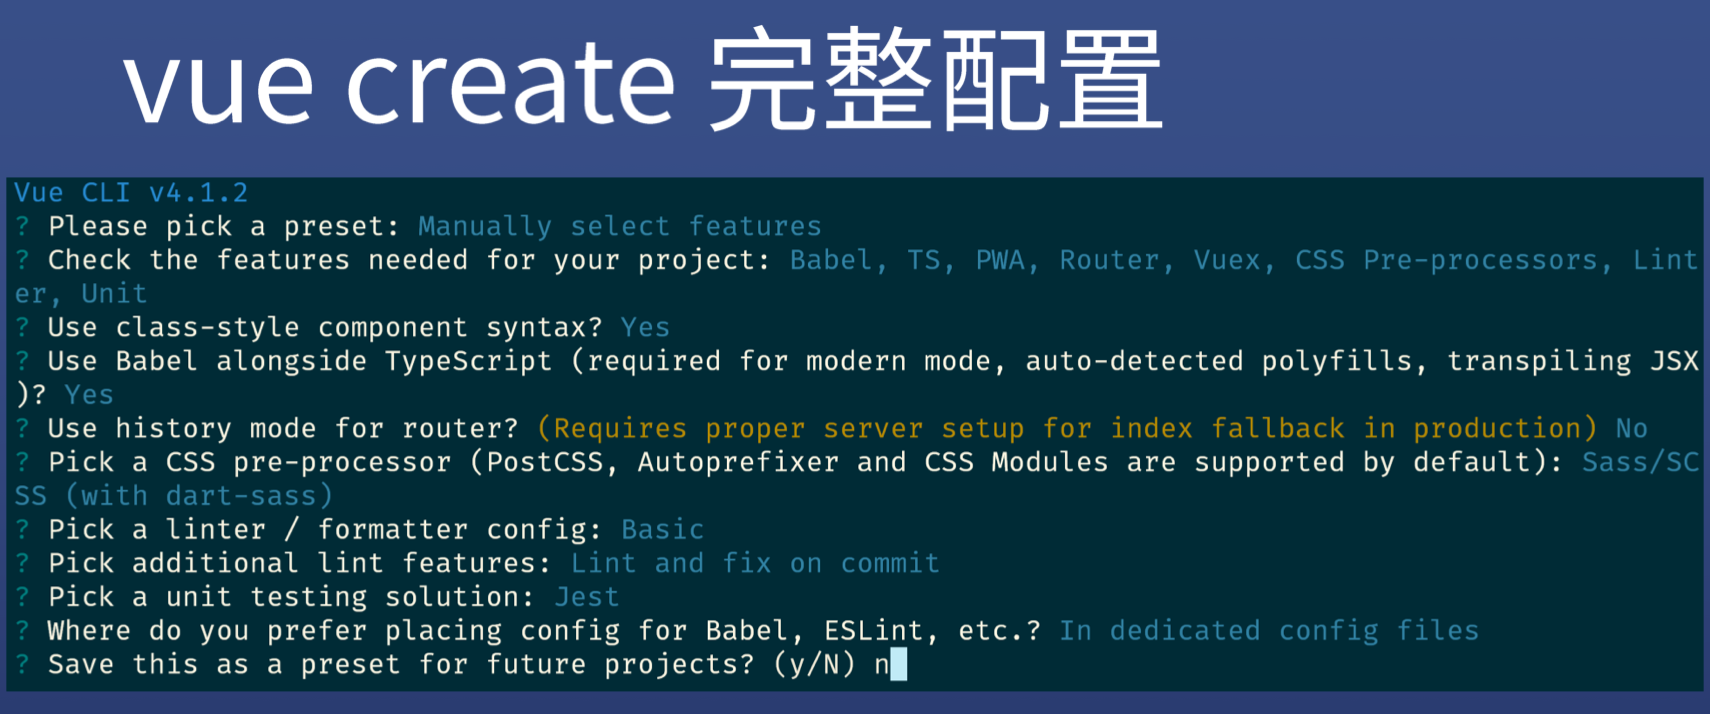 vue create 完整配置
Vue CLI v4.1.2
? Please pick a preset: Manually select features
? Check the features needed for your project: Babel, TS, PWA, Router, Vuex, CSS Pre-processors, Lint
er, Unit
? Use class-style component syntax? Yes
? Use Babel alongside TypeScript (required for modern mode, auto-detected polyfills, transpiling JSX
)? Yes
? Use history mode for router? (Requires proper server setup for index fallback in production) No
? Pick a CSS pre-processor (PostCSS, Autoprefixer and CSS Modules are supported by default): Sass/SC
SS (with dart-sass)
? Pick a linter / formatter config: Basic
? Pick additional lint features: Lint and fix on commit
? Pick a unit testing solution: Jest
? Where do you prefer placing config for Babel, ESLint, etc.? In dedicated config files
? Save this as a preset for future projects? (y/N) n